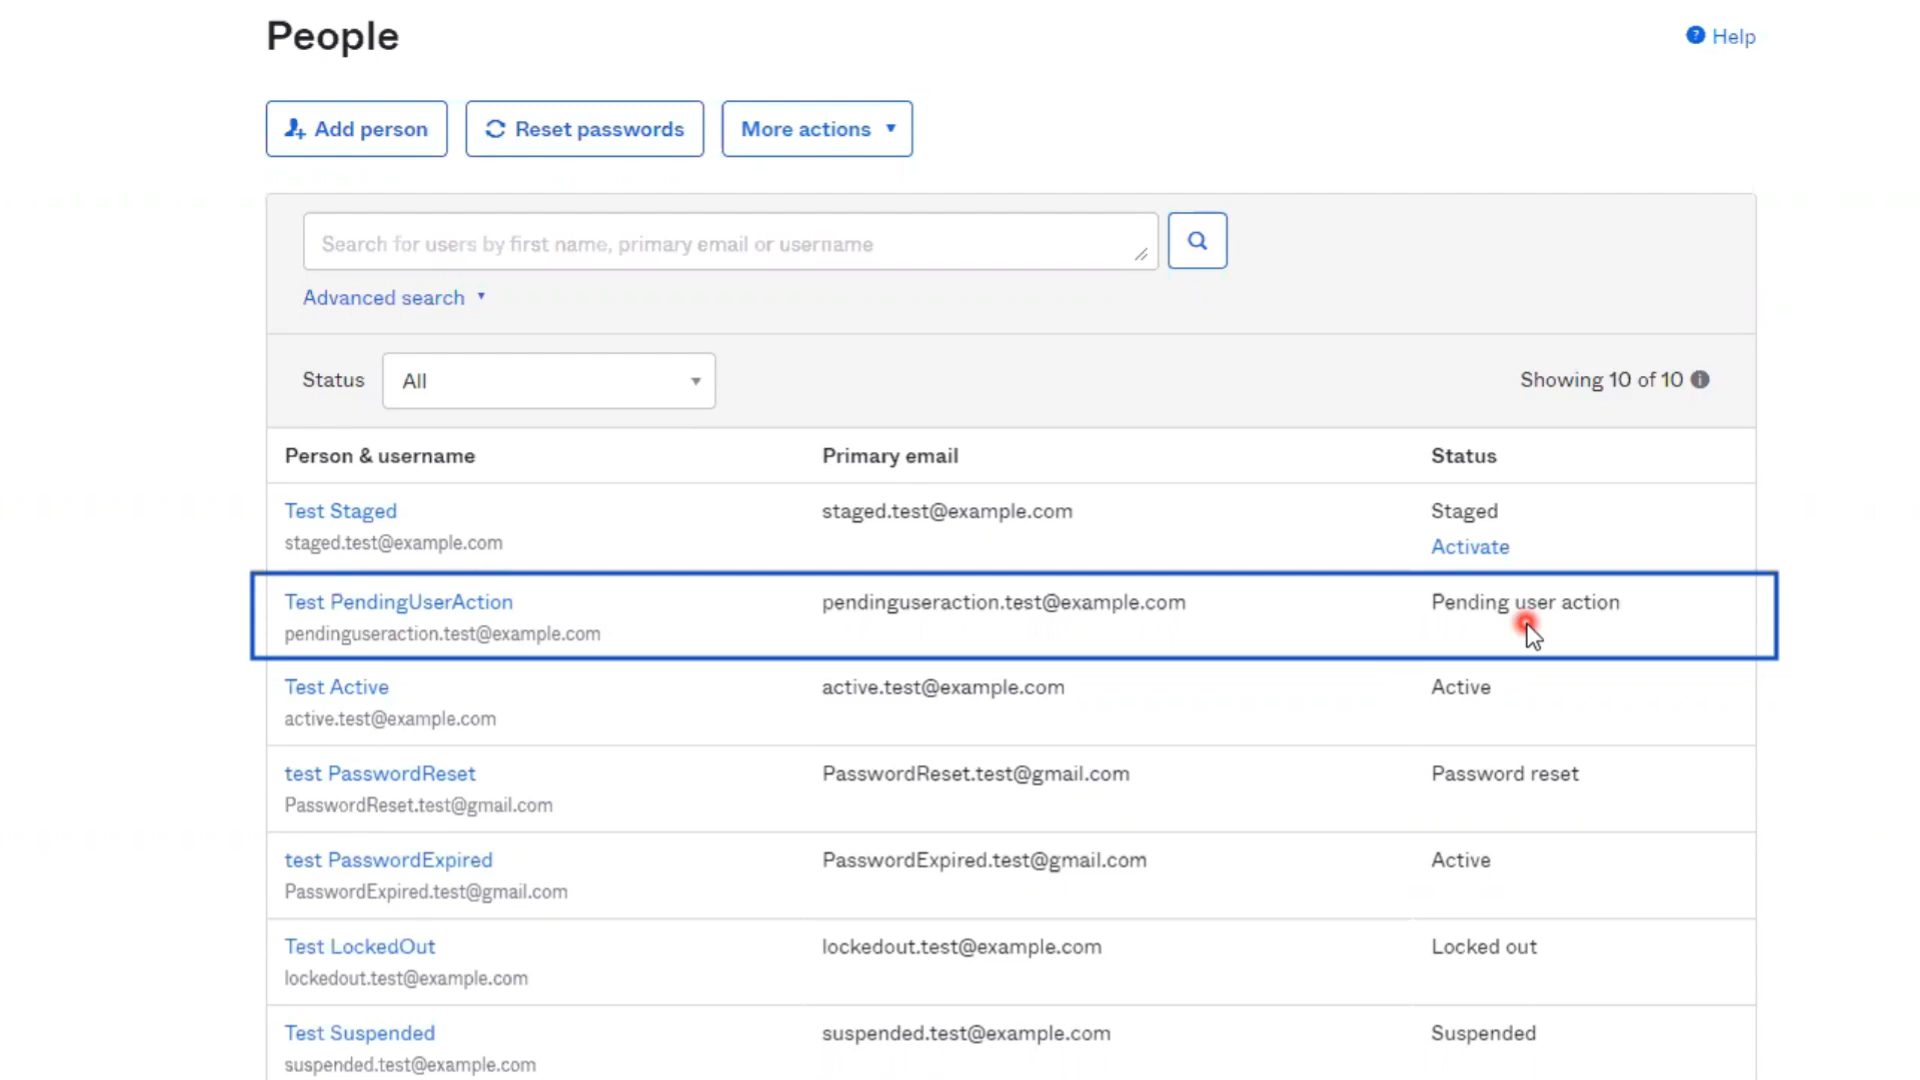 People
Help
Add person
Reset passwords
More actions
Search for users by first name, primary email or username
Advanced search
Status
All
Showing 10 of 10
Person & username
Primary email
Status
Test Staged
staged.test@example.com
staged.test@example.com
Staged
Activate
Test PendingUserAction
pendinguseraction.test@example.com
pendinguseraction.test@example.com
Pending user action
Test Active
active.test@example.com
active.test@example.com
Active
test PasswordReset
PasswordReset.test@gmail.com
PasswordReset.test@gmail.com
Password reset
test PasswordExpired
PasswordExpired.test@gmail.com
PasswordExpired.test@gmail.com
Active
Test LockedOut
lockedout.test@example.com
lockedout.test@example.com
Locked out
Test Suspended
suspended.test@example.com
suspended.test@example.com
Suspended